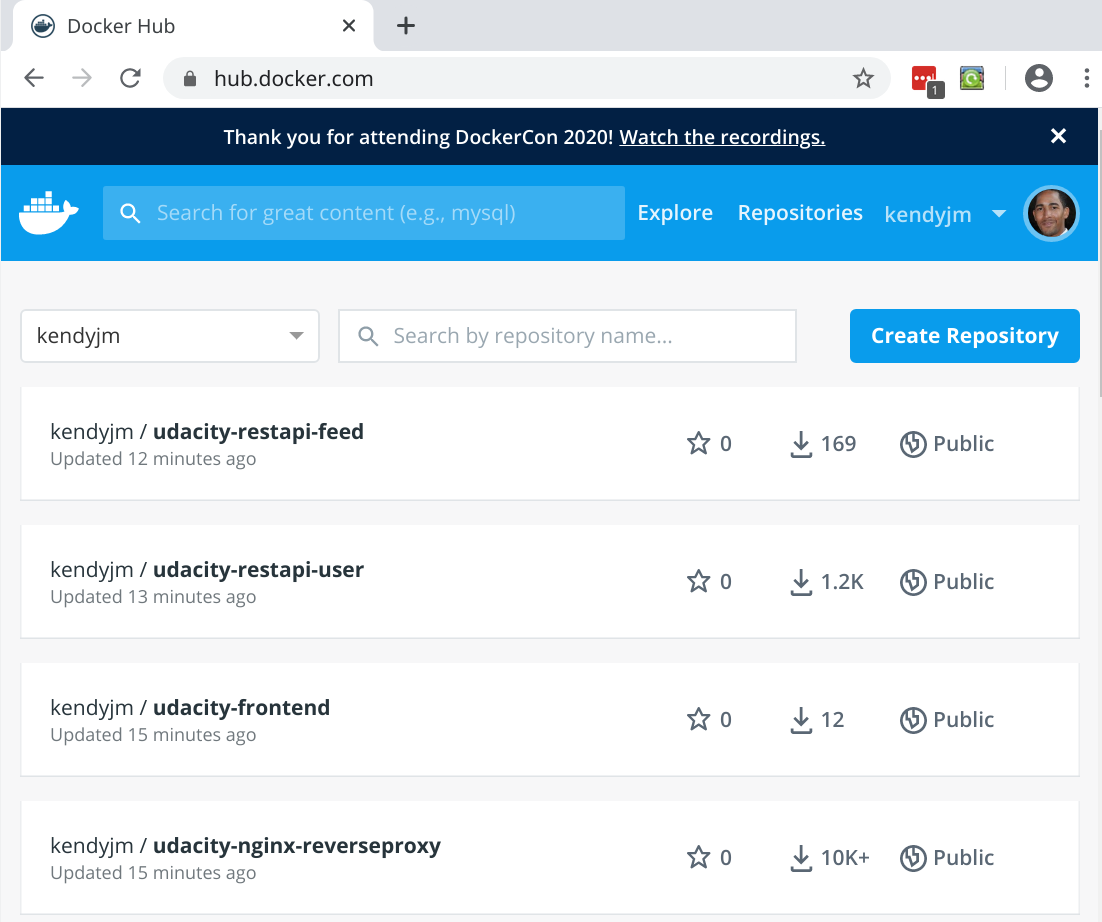 Docker Hub
hub.docker.com
1
Thank you for attending DockerCon 2020! Watch the recordings.
Search for great content (e.g., mysql)
Explore
Repositories
kendyjm
kendyjm
Search by repository name...
Create Repository
kendyjm / udacity-restapi-feed
Updated 12 minutes ago
0
169
Public
kendyjm / udacity-restapi-user
Updated 13 minutes ago
0
1.2K
Public
kendyjm / udacity-frontend
Updated 15 minutes ago
0
12
Public
kendyjm / udacity-nginx-reverseproxy
Updated 15 minutes ago
0
10K+
Public